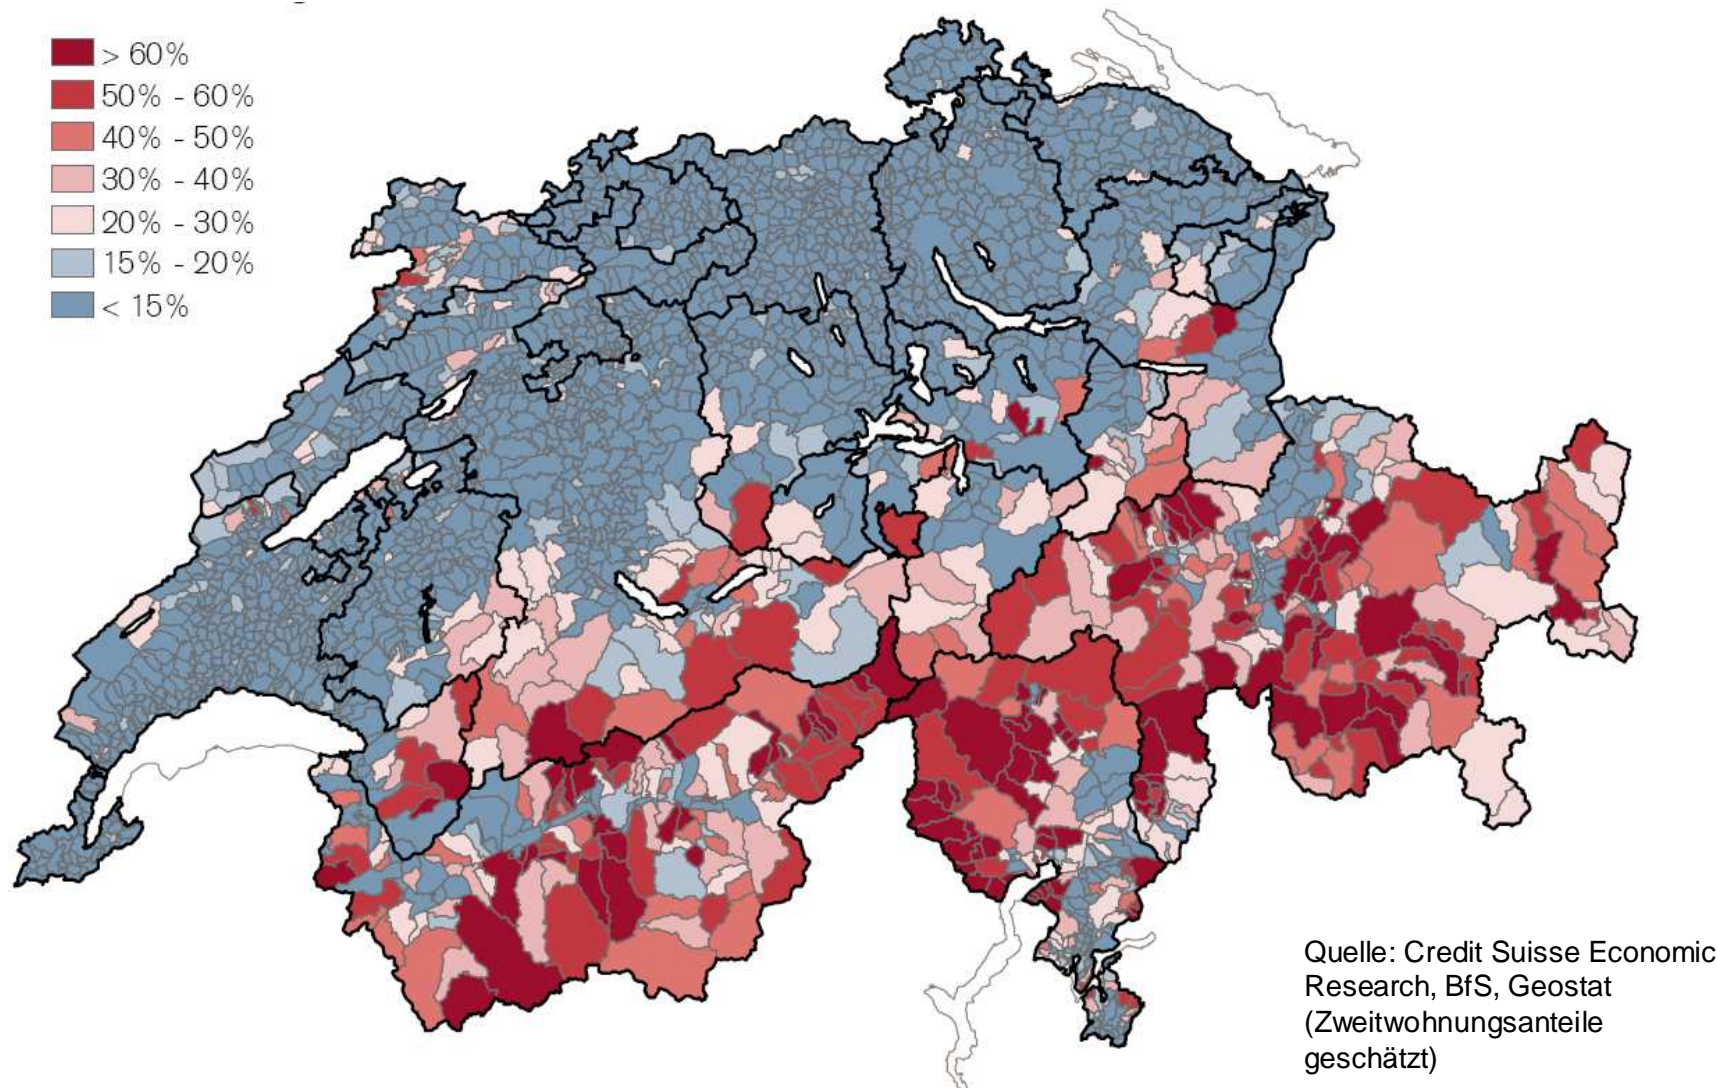 > 60%
50% - 60%
40% - 50%
30% - 40%
20% - 30%
15% - 20%
< 15%
Quelle: Credit Suisse Economic
Research, BfS, Geostat
(Zweitwohnungsanteile
geschätzt)